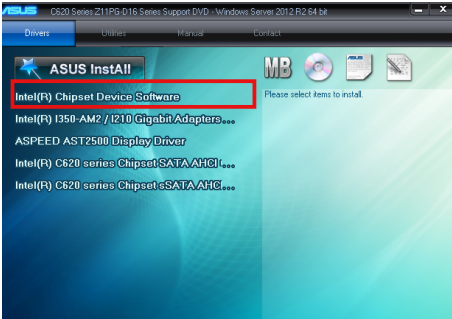 ASUS C620 Series Z11PG-D16 Series Support DVD - Windows Server 2012 R2 64 bit
Drivers Utilities Manual Contact
ASUS InstAll
MB
Intel(R) Chipset Device Software
Please select items to install.
Intel(R) I350-AM2 / I210 Gigabit Adapters...
ASPEED AST2500 Display Driver
Intel(R) C620 series Chipset SATA AHCI (...
Intel(R) C620 series Chipset sSATA AHC...